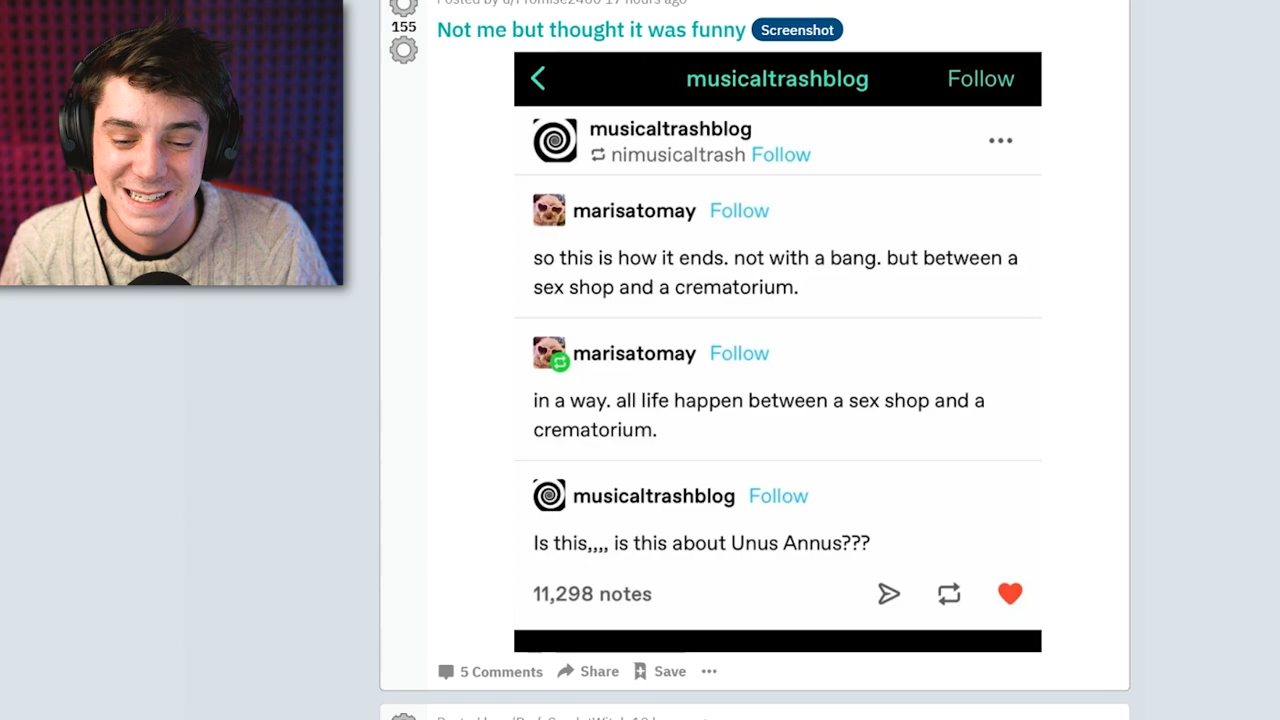 155
Not me but thought it was funny Screenshot
musicaltrashblog Follow
musicaltrashblog
nimusicaltrash Follow
marisatomay Follow
so this is how it ends. not with a bang. but between a
sex shop and a crematorium.
marisatomay Follow
in a way. all life happen between a sex shop and a
crematorium.
musicaltrashblog Follow
Is this,,,, is this about Unus Annus???
11,298 notes
5 Comments Share Save